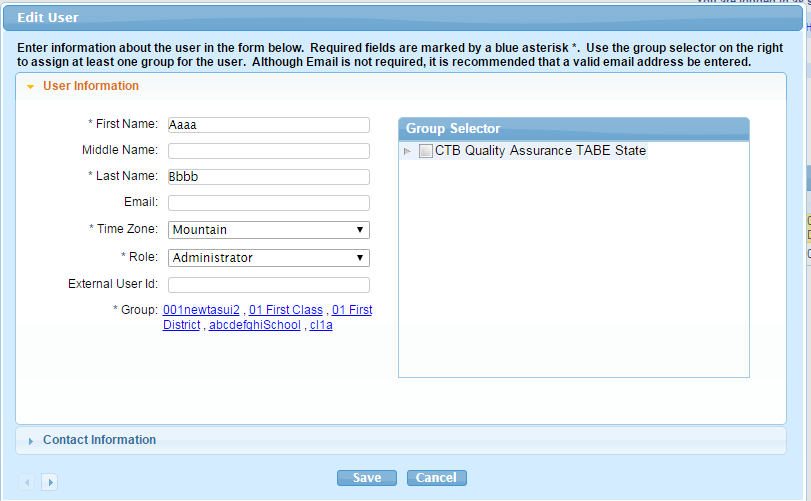 Edit User
Enter information about the user in the form below. Required fields are marked by a blue asterisk *. Use the group selector on the right
to assign at least one group for the user. Although Email is not required, it is recommended that a valid email address be entered.
User Information
* First Name: Aaaa
Middle Name:
* Last Name: Bbbb
Email:
* Time Zone: Mountain
* Role: Administrator
External User Id:
* Group: 001newtasui2 , 01 First Class , 01 First
District , abcdefghiSchool , cl1a
Group Selector
CTB Quality Assurance TABE State
Contact Information
Save Cancel